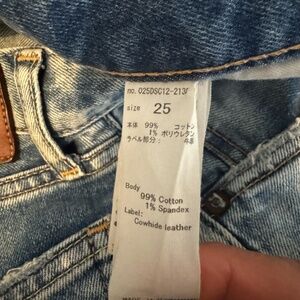 no. 025DSC12-213F
size
25
本体 99% コットン
1% ポリウレタン
ラベル部分: 牛革
Body
99% Cotton
1% Spandex
Label:
Cowhide leather